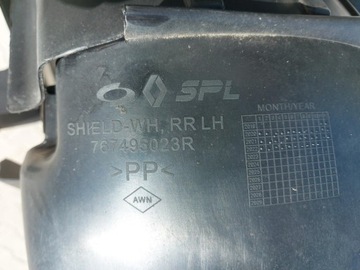 SPL
MONTH/YEAR
SHIELD-WH, RR LH
767495023R
>PP<
AWN